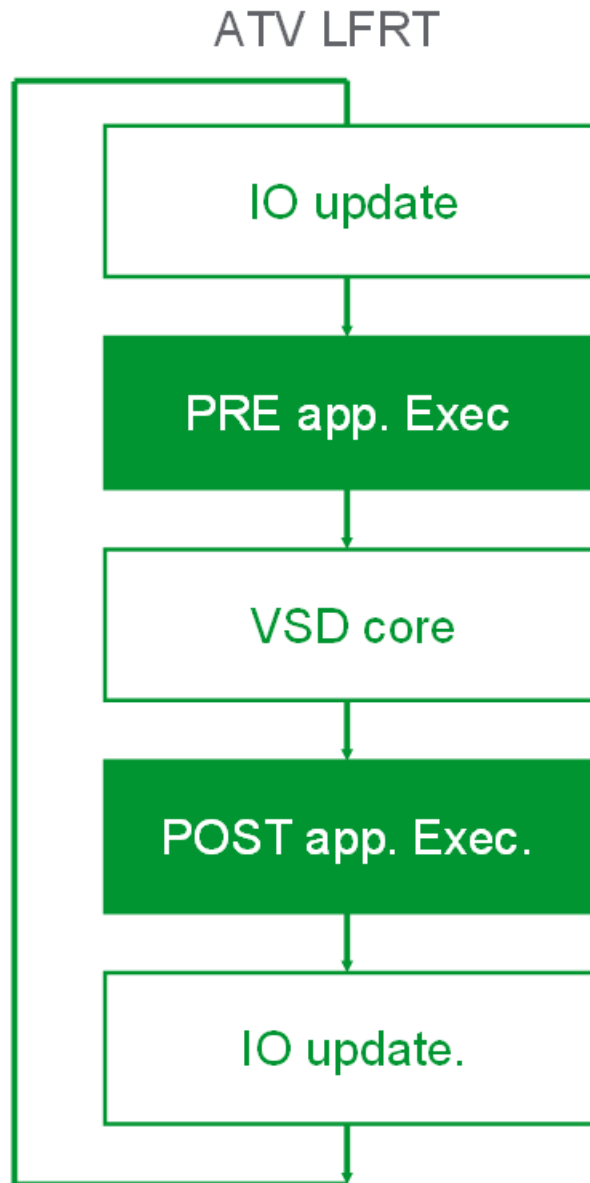 ATV LFRT
IO update
PRE app. Exec
VSD core
POST app. Exec.
IO update.